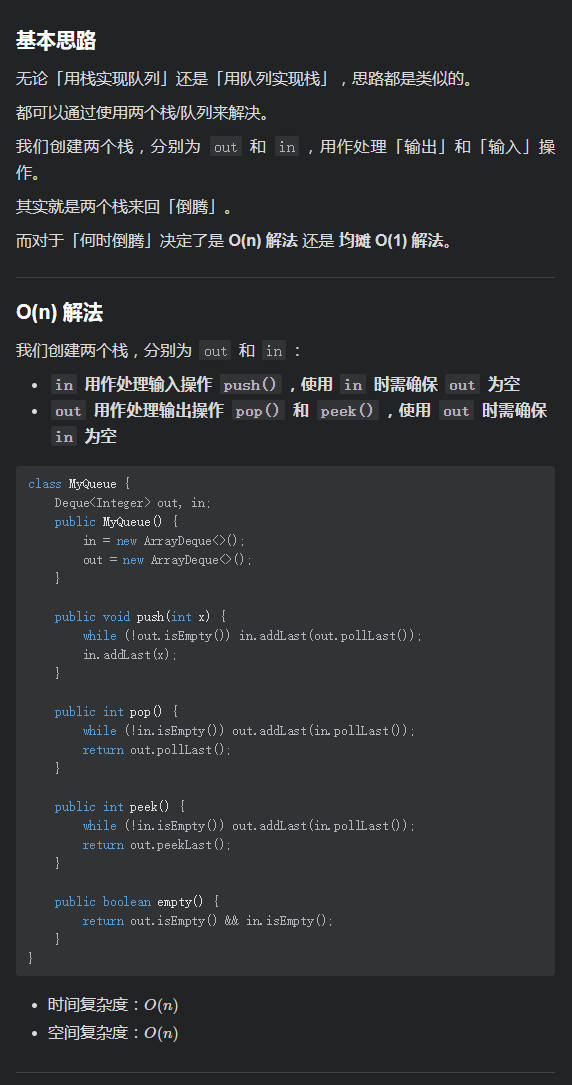 基本思路
无论「用栈实现队列」还是「用队列实现栈」，思路都是类似的。
都可以通过使用两个栈/队列来解决。
我们创建两个栈，分别为 out 和 in ，用作处理「输出」和「输入」操
作。
其实就是两个栈来回「倒腾」。
而对于「何时倒腾」决定了是 O(n) 解法 还是 均摊 O(1) 解法。
O(n) 解法
我们创建两个栈，分别为 out 和 in ：
• in 用作处理输入操作 push() ，使用 in 时需确保 out 为空
• out 用作处理输出操作 pop() 和 peek() ，使用 out 时需确保
in 为空
class MyQueue {
    Deque<Integer> out, in;
    public MyQueue() {
        in = new ArrayDeque<>();
        out = new ArrayDeque<>();
    }
    public void push(int x) {
        while (!out.isEmpty()) in.addLast(out.pollLast());
        in.addLast(x);
    }
    public int pop() {
        while (!in.isEmpty()) out.addLast(in.pollLast());
        return out.pollLast();
    }
    public int peek() {
        while (!in.isEmpty()) out.addLast(in.pollLast());
        return out.peekLast();
    }
    public boolean empty() {
        return out.isEmpty() && in.isEmpty();
    }
}
• 时间复杂度：O(n)
• 空间复杂度：O(n)